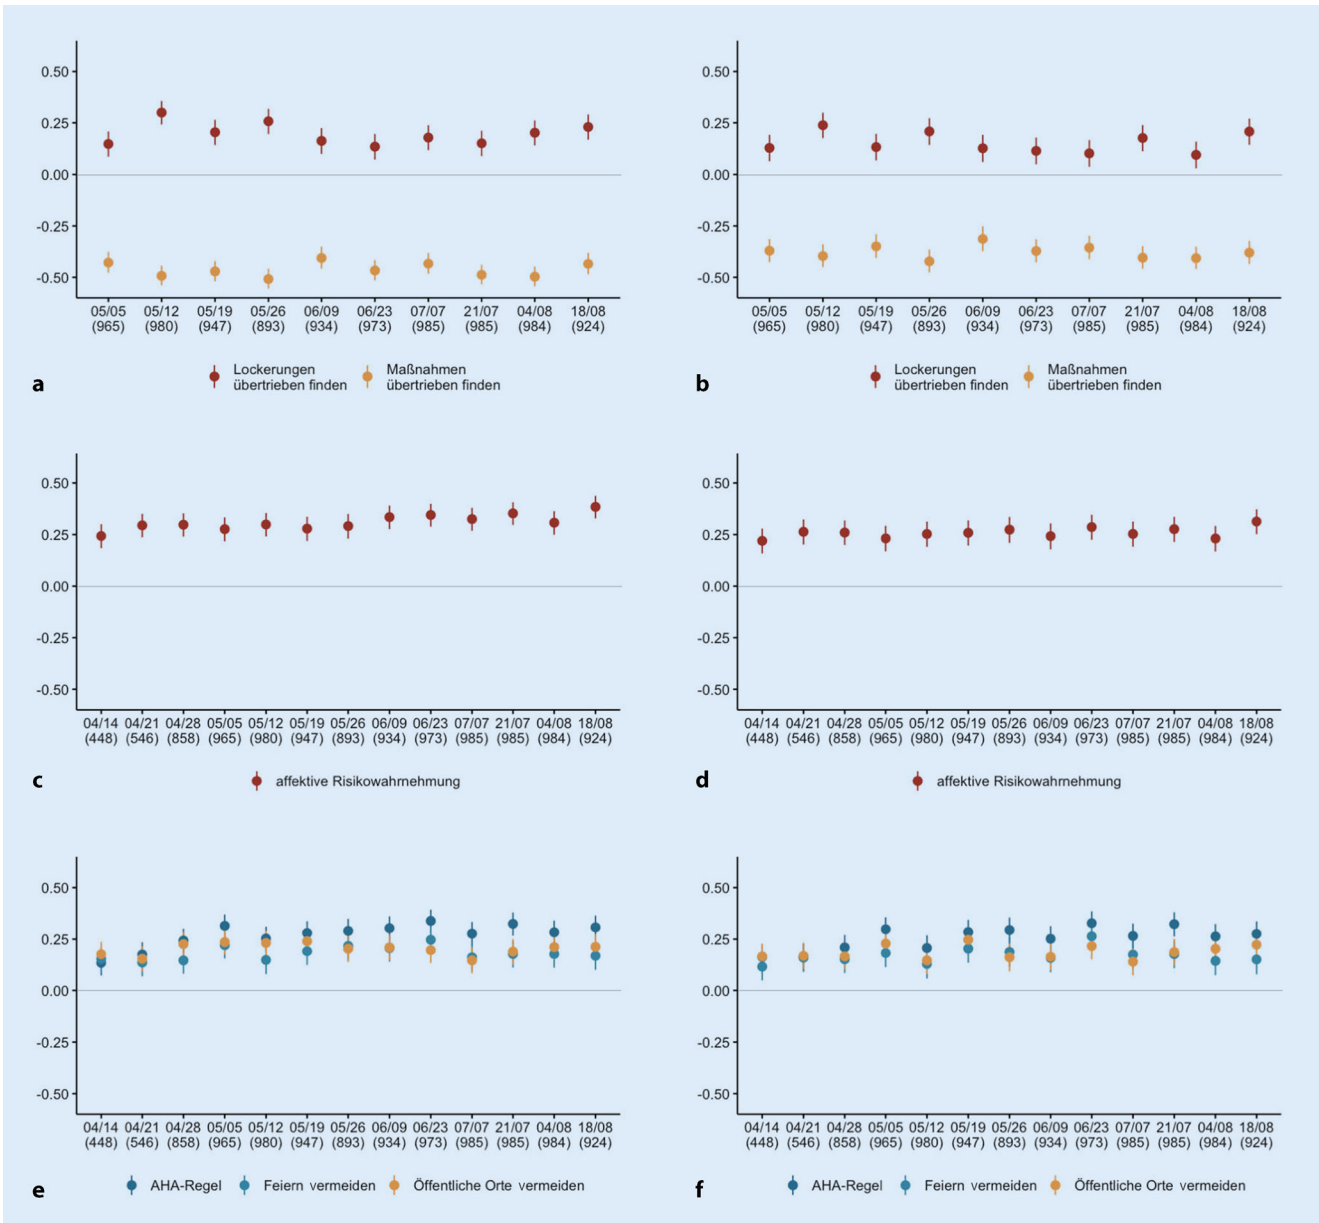 0.50
0.25
0.00
-0.25
-0.50
05/05 05/12 05/19 05/26 06/09 06/23 07/07 21/07 04/08 18/08
(965) (980) (947) (893) (934) (973) (985) (985) (984) (924)
Lockerungen Maßnahmen
übertrieben finden übertrieben finden
a
0.50
0.25
0.00
-0.25
-0.50
05/05 05/12 05/19 05/26 06/09 06/23 07/07 21/07 04/08 18/08
(965) (980) (947) (893) (934) (973) (985) (985) (984) (924)
Lockerungen Maßnahmen
übertrieben finden übertrieben finden
b
0.50
0.25
0.00
-0.25
-0.50
04/14 04/21 04/28 05/05 05/12 05/19 05/26 06/09 06/23 07/07 21/07 04/08 18/08
(448) (546) (858) (965) (980) (947) (893) (934) (973) (985) (985) (984) (924)
c affektive Risikowahrnehmung
0.50
0.25
0.00
-0.25
-0.50
04/14 04/21 04/28 05/05 05/12 05/19 05/26 06/09 06/23 07/07 21/07 04/08 18/08
(448) (546) (858) (965) (980) (947) (893) (934) (973) (985) (985) (984) (924)
d affektive Risikowahrnehmung
0.50
0.25
0.00
-0.25
-0.50
04/14 04/21 04/28 05/05 05/12 05/19 05/26 06/09 06/23 07/07 21/07 04/08 18/08
(448) (546) (858) (965) (980) (947) (893) (934) (973) (985) (985) (984) (924)
e AHA-Regel Feiern vermeiden Öffentliche Orte vermeiden
0.50
0.25
0.00
-0.25
-0.50
04/14 04/21 04/28 05/05 05/12 05/19 05/26 06/09 06/23 07/07 21/07 04/08 18/08
(448) (546) (858) (965) (980) (947) (893) (934) (973) (985) (985) (984) (924)
f AHA-Regel Feiern vermeiden Öffentliche Orte vermeiden